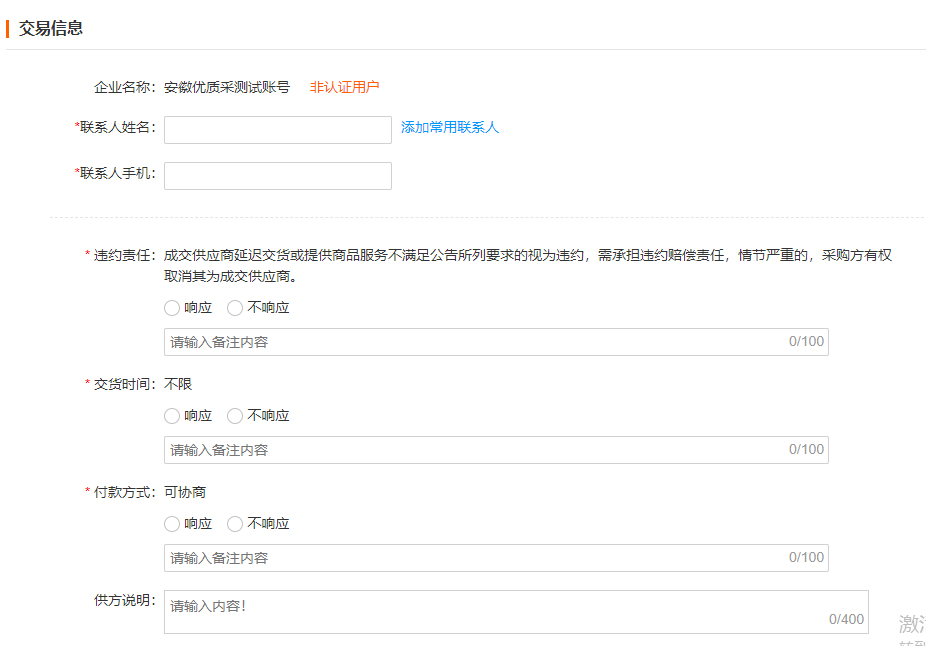 交易信息
企业名称：安徽优质采测试账号 非认证用户
*联系人姓名： 添加常用联系人
*联系人手机：
* 违约责任：成交供应商延迟交货或提供商品服务不满足公告所列要求的视为违约，需承担违约赔偿责任，情节严重的，采购方有权
取消其为成交供应商。
响应 不响应
请输入备注内容 0/100
* 交货时间：不限
响应 不响应
请输入备注内容 0/100
* 付款方式：可协商
响应 不响应
请输入备注内容 0/100
供方说明：请输入内容！
0/400
激